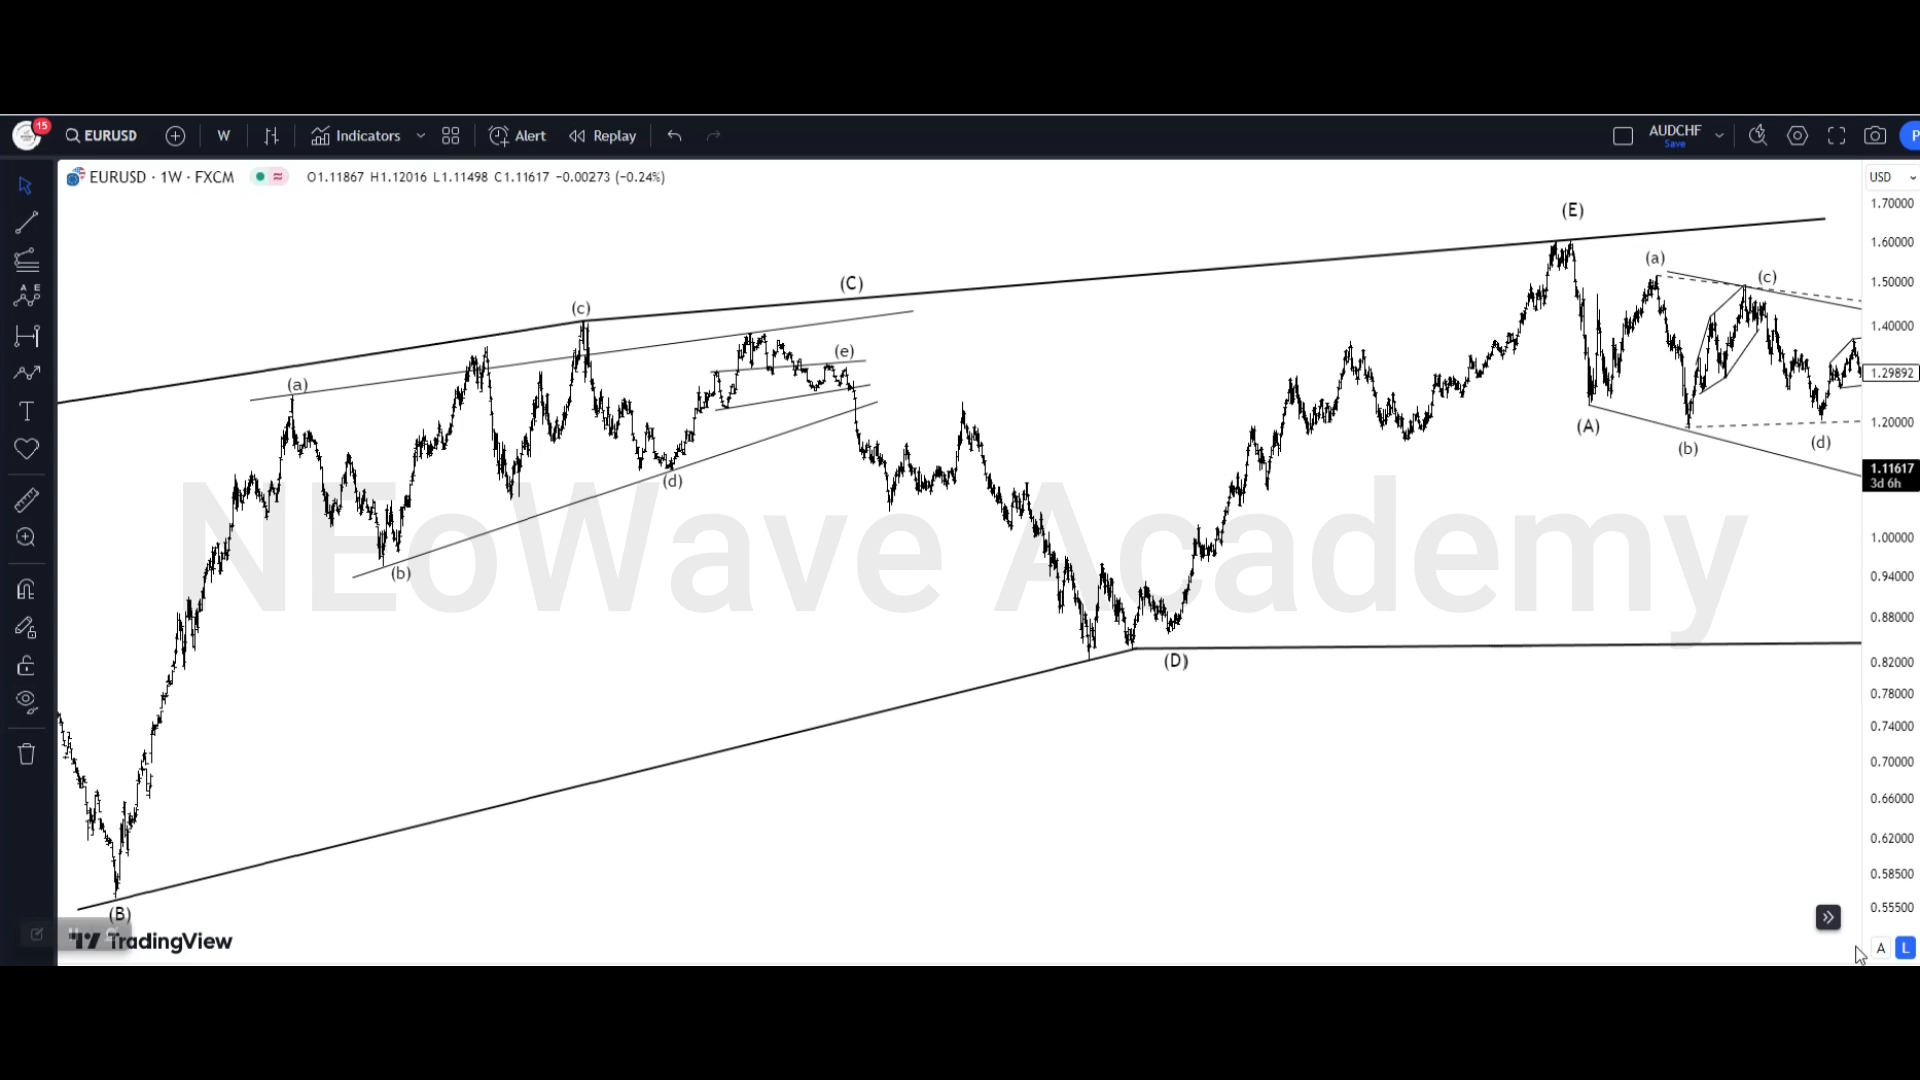 15
EURUSD
W
Indicators
Alert
Replay
AUDCHF
Save
P
EURUSD · 1W · FXCM
O1.11867 H1.12016 L1.11498 C1.11617 −0.00273 (−0.24%)
USD
1.70000
(E)
1.60000
(a)
(c)
1.50000
(C)
(c)
1.40000
(e)
1.29892
(a)
1.20000
(A)
(b)
(d)
1.11617
3d 6h
(d)
NEoWave Academy
1.00000
(b)
0.94000
0.88000
(D)
0.82000
0.78000
0.74000
0.70000
0.66000
0.62000
0.58500
0.55500
(B)
TradingView
A
L